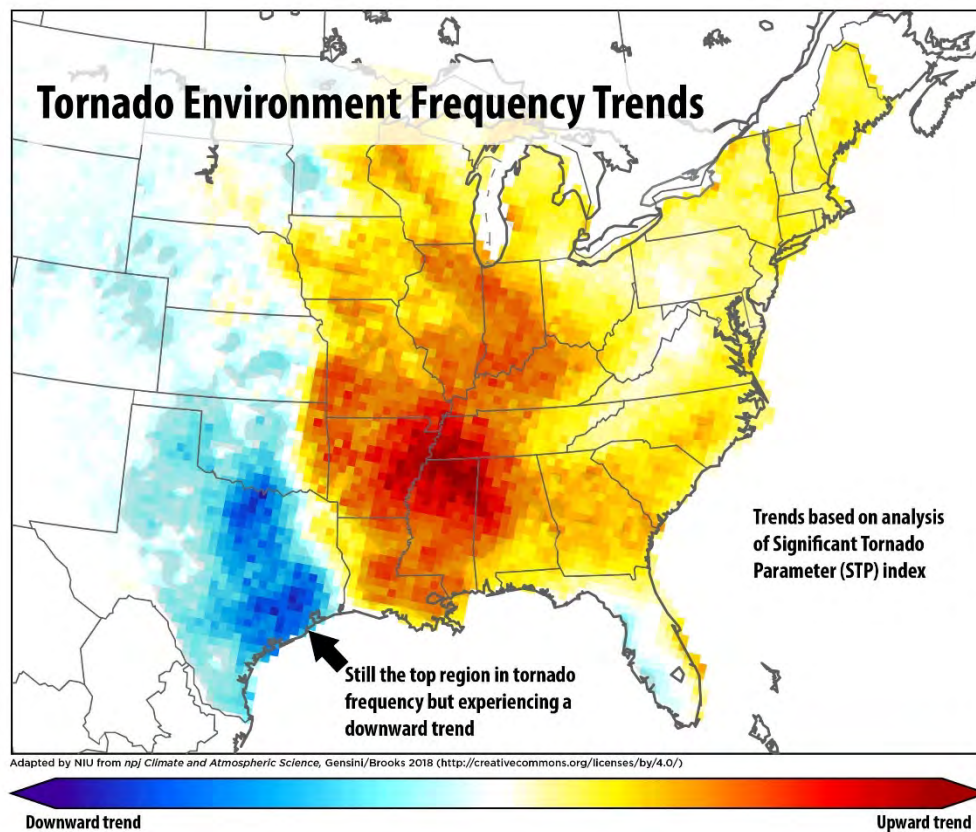 Tornado Environment Frequency Trends
Trends based on analysis
of Significant Tornado
Parameter (STP) index
Still the top region in tornado
frequency but experiencing a
downward trend
Adapted by NIU from npj Climate and Atmospheric Science, Gensini/Brooks 2018 (http://creativecommons.org/licenses/by/4.0/)
Downward trend
Upward trend